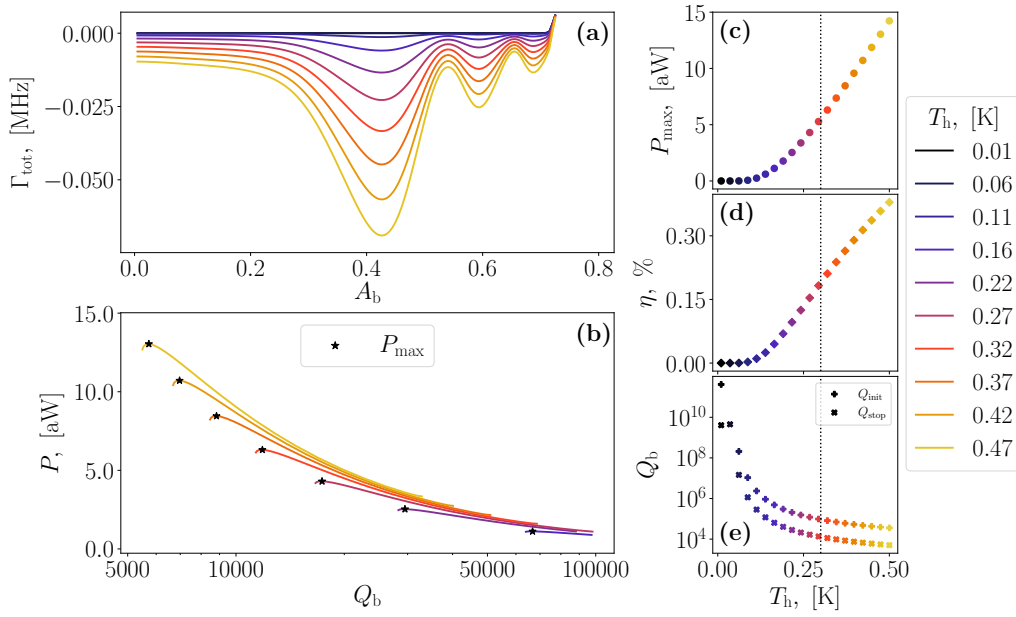 (a)
0.000
−0.025
−0.050
Γtot, [MHz]
0.0
0.2
0.4
0.6
0.8
Ab
(b)
Pmax
15.0
10.0
5.0
0.0
P, [aW]
5000
10000
50000
100000
Qb
(c)
15
10
5
0
Pmax, [aW]
(d)
0.30
0.15
0.00
η, %
(e)
Qinit
Qstop
10^10
10^8
10^6
10^4
Qb
0.00
0.25
0.50
Th, [K]
Th, [K]
0.01
0.06
0.11
0.16
0.22
0.27
0.32
0.37
0.42
0.47